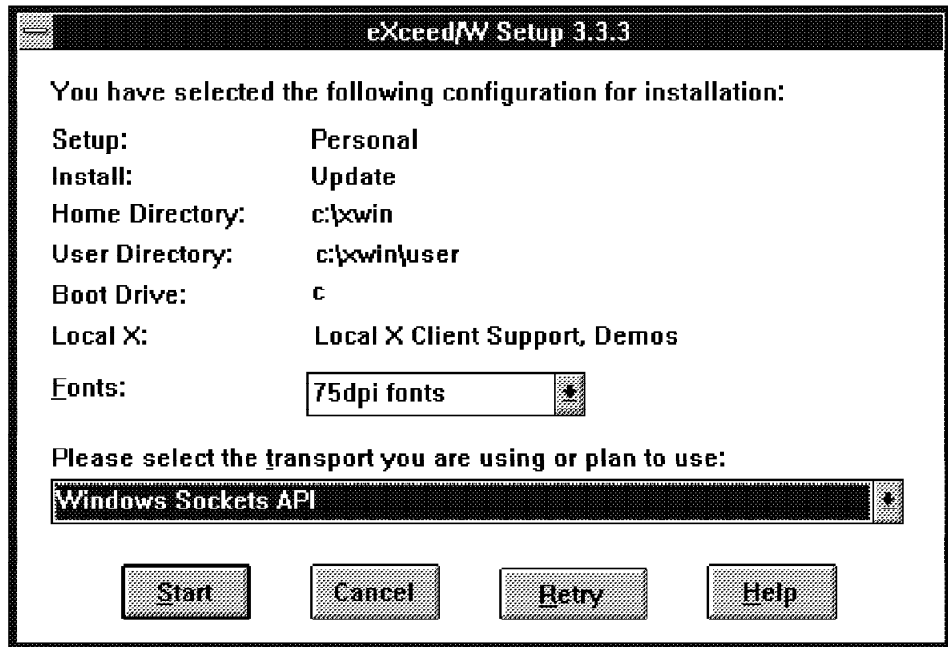 eXceed/W Setup 3.3.3
You have selected the following configuration for installation:
Setup: Personal
Install: Update
Home Directory: c:\xwin
User Directory: c:\xwin\user
Boot Drive: c
Local X: Local X Client Support, Demos
Fonts: 75dpi fonts
Please select the transport you are using or plan to use:
Windows Sockets API
Start Cancel Retry Help